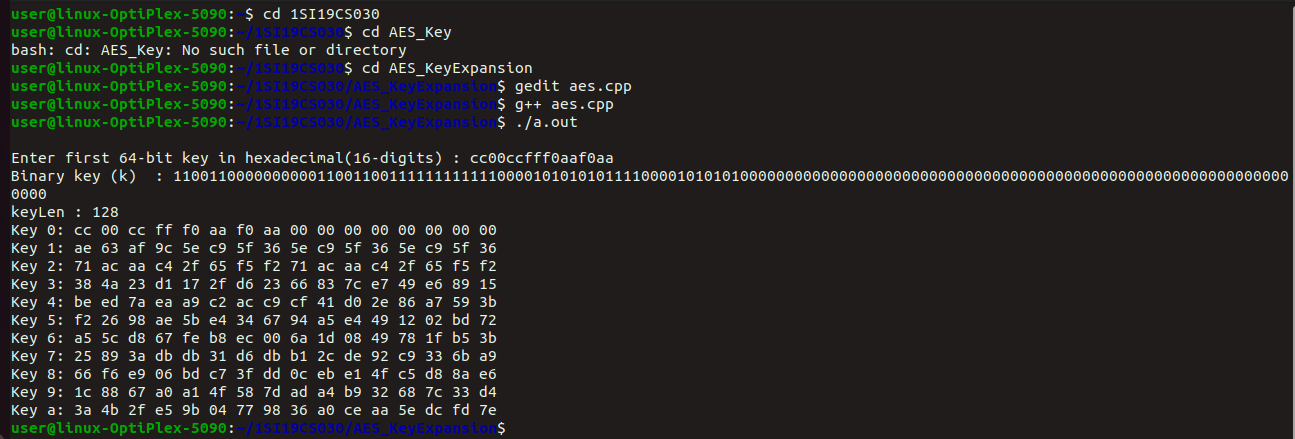 user@linux-OptiPlex-5090:~$ cd 1SI19CS030
user@linux-OptiPlex-5090:~/1SI19CS030$ cd AES_Key
bash: cd: AES_Key: No such file or directory
user@linux-OptiPlex-5090:~/1SI19CS030$ cd AES_KeyExpansion
user@linux-OptiPlex-5090:~/1SI19CS030/AES_KeyExpansion$ gedit aes.cpp
user@linux-OptiPlex-5090:~/1SI19CS030/AES_KeyExpansion$ g++ aes.cpp
user@linux-OptiPlex-5090:~/1SI19CS030/AES_KeyExpansion$ ./a.out
Enter first 64-bit key in hexadecimal(16-digits) : cc00ccfff0aaf0aa
Binary key (k)  : 1100110000000000110011001111111111110000101010101111000010101010000000000000000000000000000000000000000000000000000000000000
0000
keyLen : 128
Key 0: cc 00 cc ff f0 aa f0 aa 00 00 00 00 00 00 00 00
Key 1: ae 63 af 9c 5e c9 5f 36 5e c9 5f 36 5e c9 5f 36
Key 2: 71 ac aa c4 2f 65 f5 f2 71 ac aa c4 2f 65 f5 f2
Key 3: 38 4a 23 d1 17 2f d6 23 66 83 7c e7 49 e6 89 15
Key 4: be ed 7a ea a9 c2 ac c9 cf 41 d0 2e 86 a7 59 3b
Key 5: f2 26 98 ae 5b e4 34 67 94 a5 e4 49 12 02 bd 72
Key 6: a5 5c d8 67 fe b8 ec 00 6a 1d 08 49 78 1f b5 3b
Key 7: 25 89 3a db db 31 d6 db b1 2c de 92 c9 33 6b a9
Key 8: 66 f6 e9 06 bd c7 3f dd 0c eb e1 4f c5 d8 8a e6
Key 9: 1c 88 67 a0 a1 4f 58 7d ad a4 b9 32 68 7c 33 d4
Key a: 3a 4b 2f e5 9b 04 77 98 36 a0 ce aa 5e dc fd 7e
user@linux-OptiPlex-5090:~/1SI19CS030/AES_KeyExpansion$